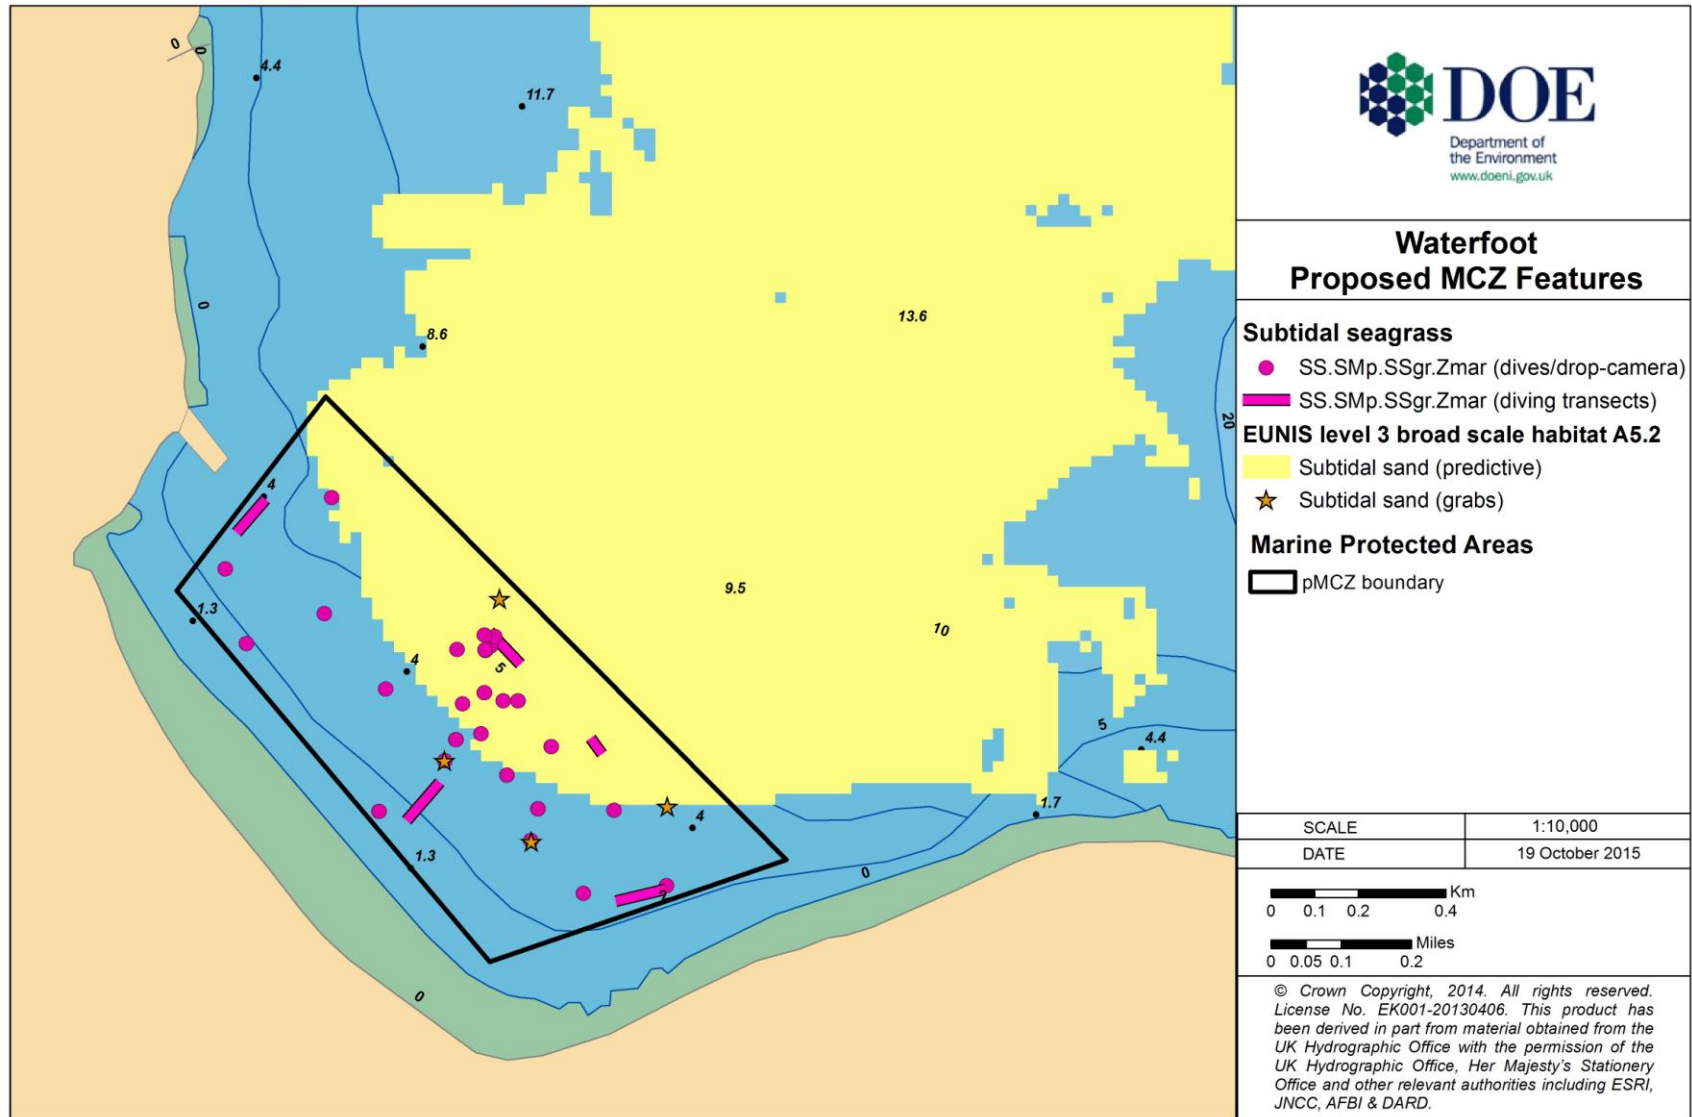 0
0
4.4
11.7
0
8.6
13.6
20
4
9.5
1.3
10
4
5
5
4.4
1.7
4
1.3
0
2
0
DOE
Department of
the Environment
www.doeni.gov.uk
Waterfoot
Proposed MCZ Features
Subtidal seagrass
SS.SMp.SSgr.Zmar (dives/drop-camera)
SS.SMp.SSgr.Zmar (diving transects)
EUNIS level 3 broad scale habitat A5.2
Subtidal sand (predictive)
Subtidal sand (grabs)
Marine Protected Areas
pMCZ boundary
SCALE 1:10,000
DATE 19 October 2015
Km
0 0.1 0.2 0.4
Miles
0 0.05 0.1 0.2
© Crown Copyright, 2014. All rights reserved.
License No. EK001-20130406. This product has
been derived in part from material obtained from the
UK Hydrographic Office with the permission of the
UK Hydrographic Office, Her Majesty's Stationery
Office and other relevant authorities including ESRI,
JNCC, AFBI & DARD.